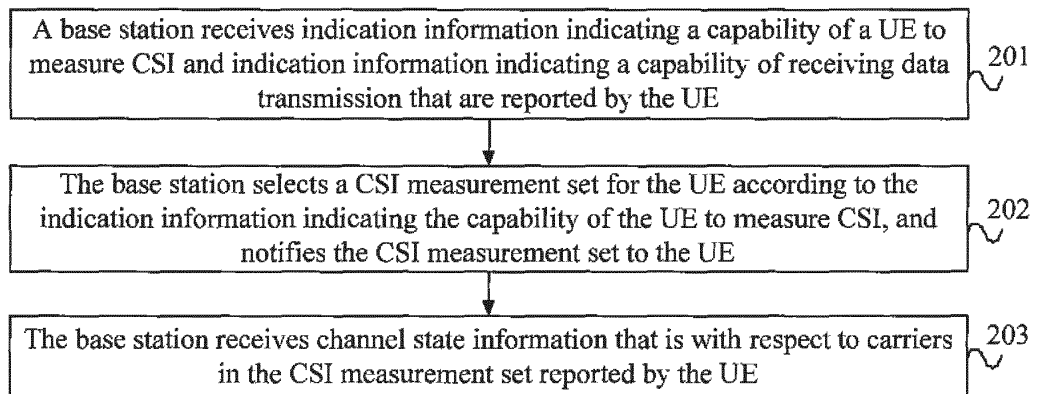 A base station receives indication information indicating a capability of a UE to
measure CSI and indication information indicating a capability of receiving data
transmission that are reported by the UE
201
The base station selects a CSI measurement set for the UE according to the
indication information indicating the capability of the UE to measure CSI, and
notifies the CSI measurement set to the UE
202
The base station receives channel state information that is with respect to carriers
in the CSI measurement set reported by the UE
203